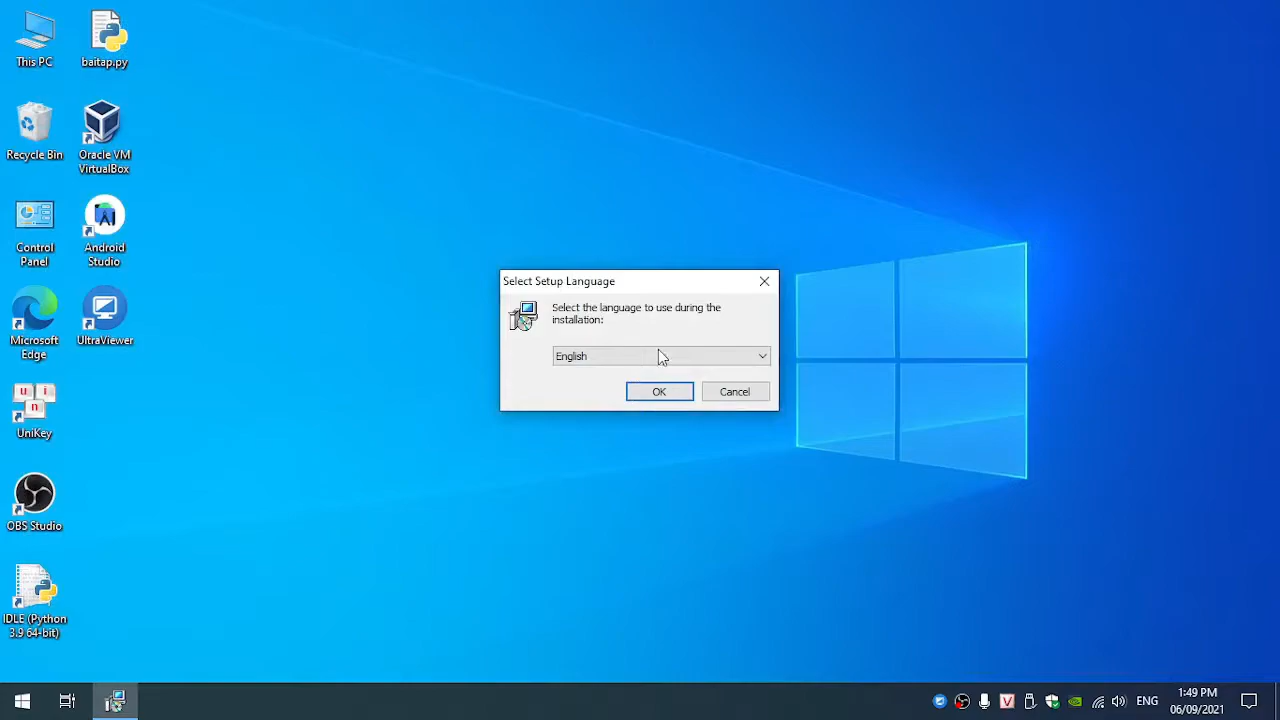 This PC
baitap.py
Recycle Bin
Oracle VM
VirtualBox
Control
Panel
Android
Studio
Microsoft
Edge
UltraViewer
u i
n
UniKey
OBS Studio
IDLE (Python
3.9 64-bit)
Select Setup Language
Select the language to use during the
installation:
English
OK
Cancel
V
ENG
1:49 PM
06/09/2021